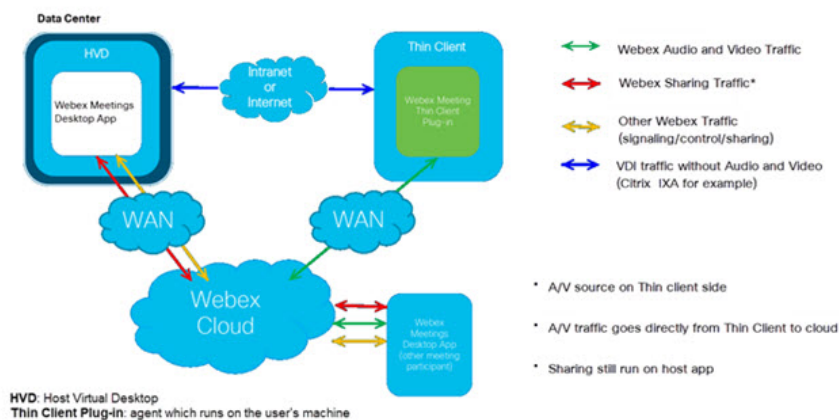 Data Center
HVD
Webex Meetings
Desktop App
Intranet
or
Internet
Thin Client
Webex Meeting
Thin Client
Plug-in
WAN
WAN
Webex
Cloud
Webex
Meetings
Desktop App
(other meeting
participant)
Webex Audio and Video Traffic
Webex Sharing Traffic*
Other Webex Traffic
(signaling/control/sharing)
VDI traffic without Audio and Video
(Citrix IXA for example)
* A/V source on Thin client side
* A/V traffic goes directly from Thin Client to cloud
* Sharing still run on host app
HVD: Host Virtual Desktop
Thin Client Plug-in: agent which runs on the user's machine